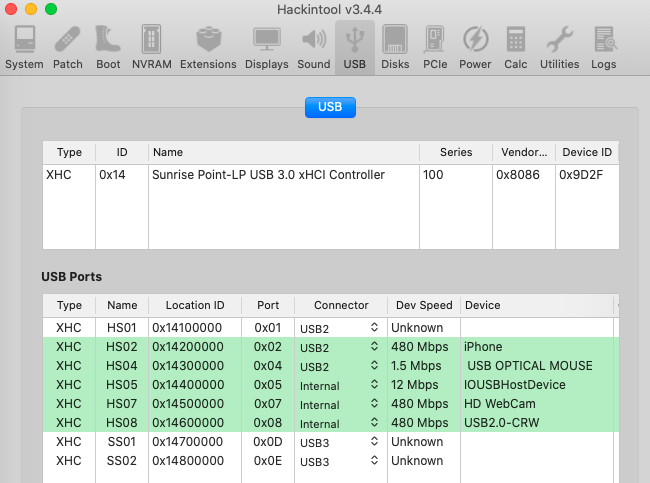 Hackintool v3.4.4
System Patch Boot NVRAM Extensions Displays Sound USB Disks PCIe Power Calc Utilities Logs
USB
Type ID Name Series Vendor... Device ID
XHC 0x14 Sunrise Point-LP USB 3.0 xHCI Controller 100 0x8086 0x9D2F
USB Ports
Type Name Location ID Port Connector Dev Speed Device
XHC HS01 0x14100000 0x01 USB2 Unknown
XHC HS02 0x14200000 0x02 USB2 480 Mbps iPhone
XHC HS04 0x14300000 0x04 USB2 1.5 Mbps USB OPTICAL MOUSE
XHC HS05 0x14400000 0x05 Internal 12 Mbps IOUSBHostDevice
XHC HS07 0x14500000 0x07 Internal 480 Mbps HD WebCam
XHC HS08 0x14600000 0x08 Internal 480 Mbps USB2.0-CRW
XHC SS01 0x14700000 0x0D USB3 Unknown
XHC SS02 0x14800000 0x0E USB3 Unknown